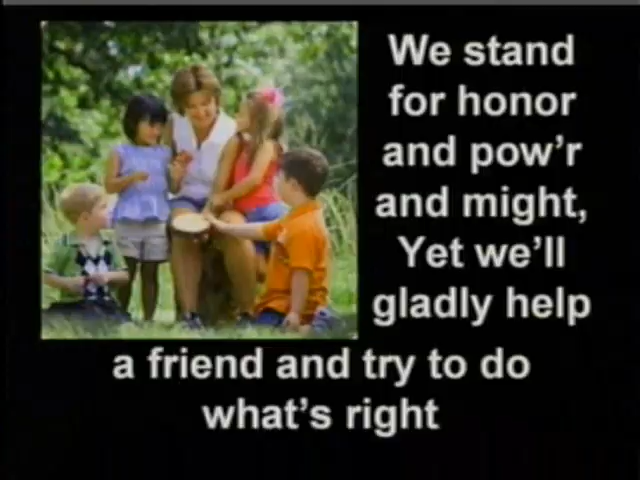 We stand
for honor
and pow'r
and might,
Yet we'll
gladly help
a friend and try to do
what's right